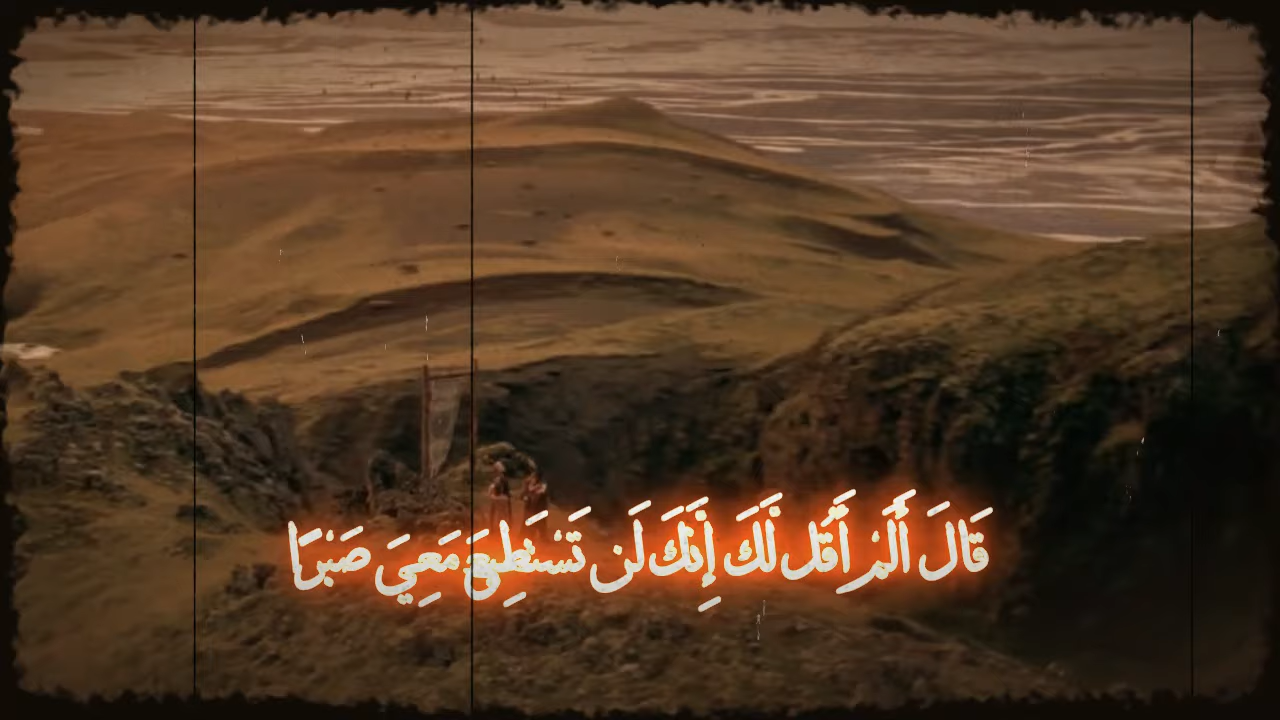 قَالَ أَلَمْ أَقُل لَّكَ إِنَّكَ لَن تَسْتَطِيعَ مَعِيَ صَبْرًا